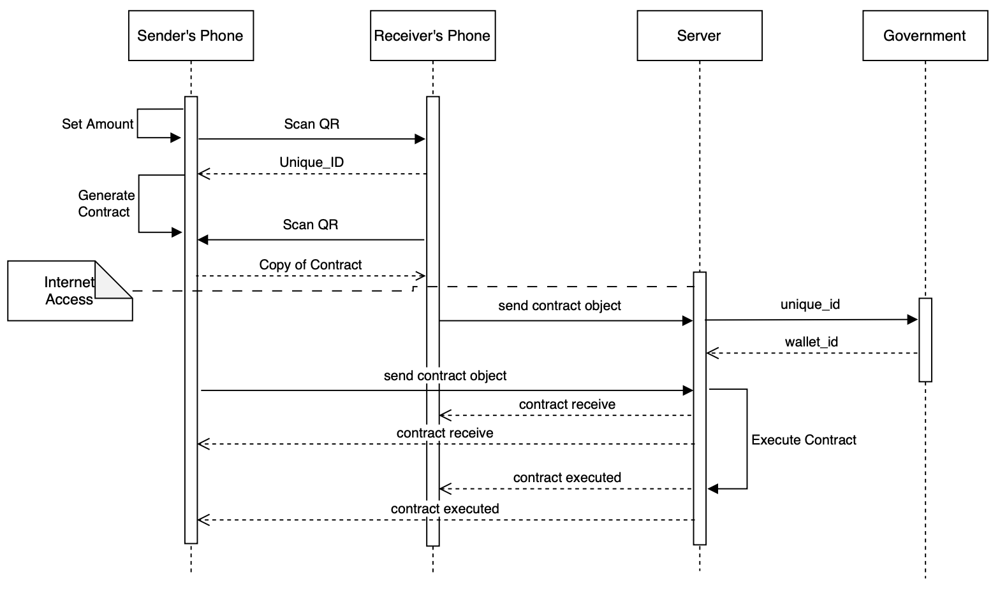 Sender's Phone
Receiver's Phone
Server
Government
Set Amount
Scan QR
Unique_ID
Generate
Contract
Scan QR
Copy of Contract
Internet
Access
send contract object
unique_id
wallet_id
send contract object
contract receive
contract receive
Execute Contract
contract executed
contract executed